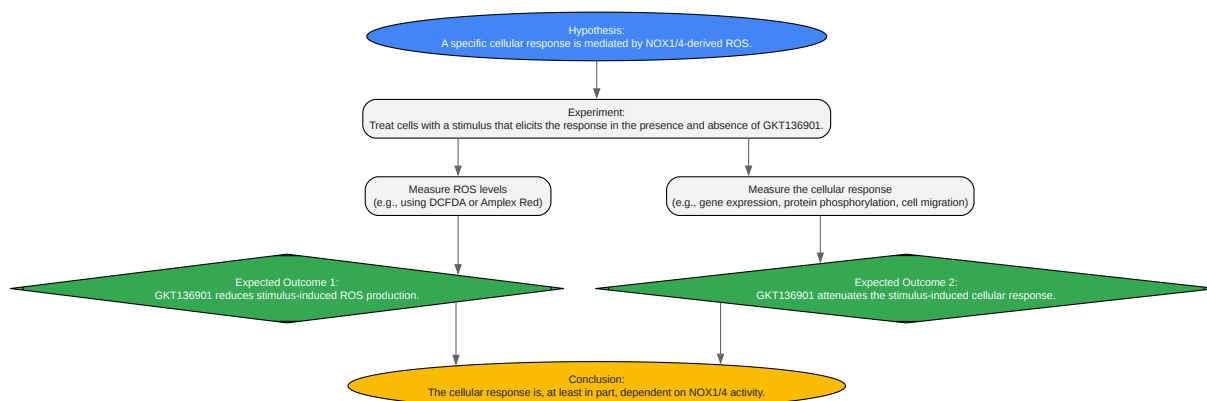 Hypothesis:
A specific cellular response is mediated by NOX1/4-derived ROS.
Experiment:
Treat cells with a stimulus that elicits the response in the presence and absence of GKT136901.
Measure ROS levels
(e.g., using DCFDA or Amplex Red)
Measure the cellular response
(e.g., gene expression, protein phosphorylation, cell migration)
Expected Outcome 1:
GKT136901 reduces stimulus-induced ROS production.
Expected Outcome 2:
GKT136901 attenuates the stimulus-induced cellular response.
Conclusion:
The cellular response is, at least in part, dependent on NOX1/4 activity.